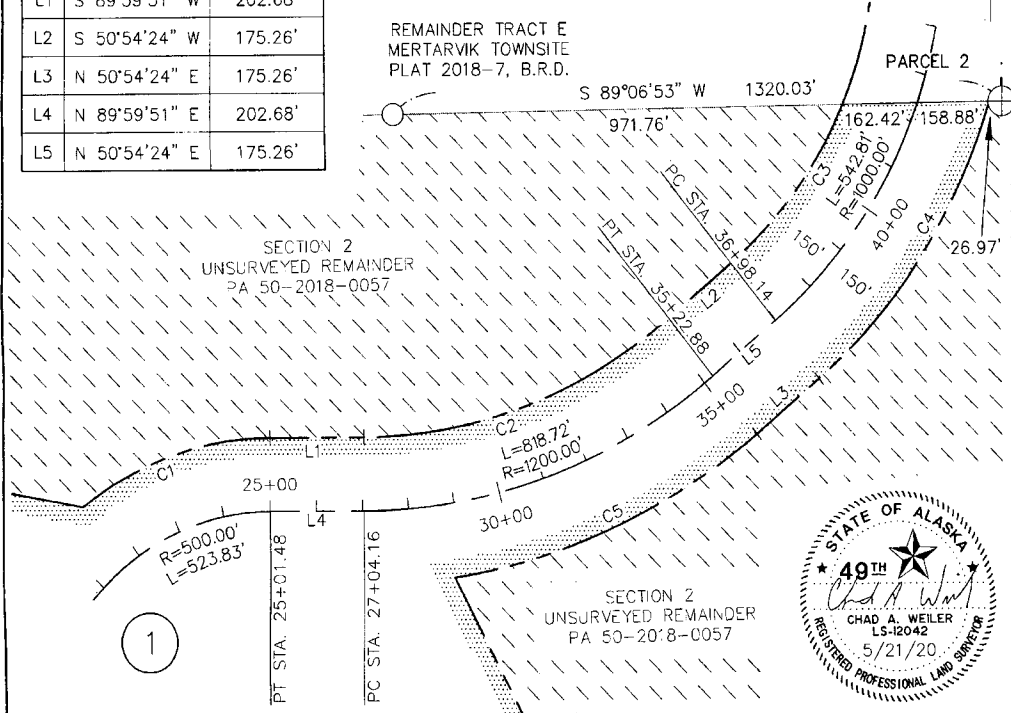 L1 S 89°59'51" W 202.68'
L2 S 50°54'24" W 175.26'
L3 N 50°54'24" E 175.26'
L4 N 89°59'51" E 202.68'
L5 N 50°54'24" E 175.26'
REMAINDER TRACT E
MERTARVIK TOWNSITE
PLAT 2018-7, B.R.D.
PARCEL 2
S 89°06'53" W 1320.03'
971.76'
162.42'
158.88'
26.97'
C3
L=542.81'
R=1000.00'
150'
40+00
C4
150'
PC STA. 36+98.14
PT STA. 35+22.88
L2
L5
35+00
L3
SECTION 2
UNSURVEYED REMAINDER
PA 50-2018-0057
C2
L=818.72'
R=1200.00'
C1
L1
25+00
L4
30+00
C5
R=500.00'
L=523.83'
PT STA. 25+01.48
PC STA. 27+04.16
1
SECTION 2
UNSURVEYED REMAINDER
PA 50-2018-0057
STATE OF ALASKA
49TH
Chad A Weiler
CHAD A. WEILER
LS-12042
5/21/20
REGISTERED PROFESSIONAL LAND SURVEYOR